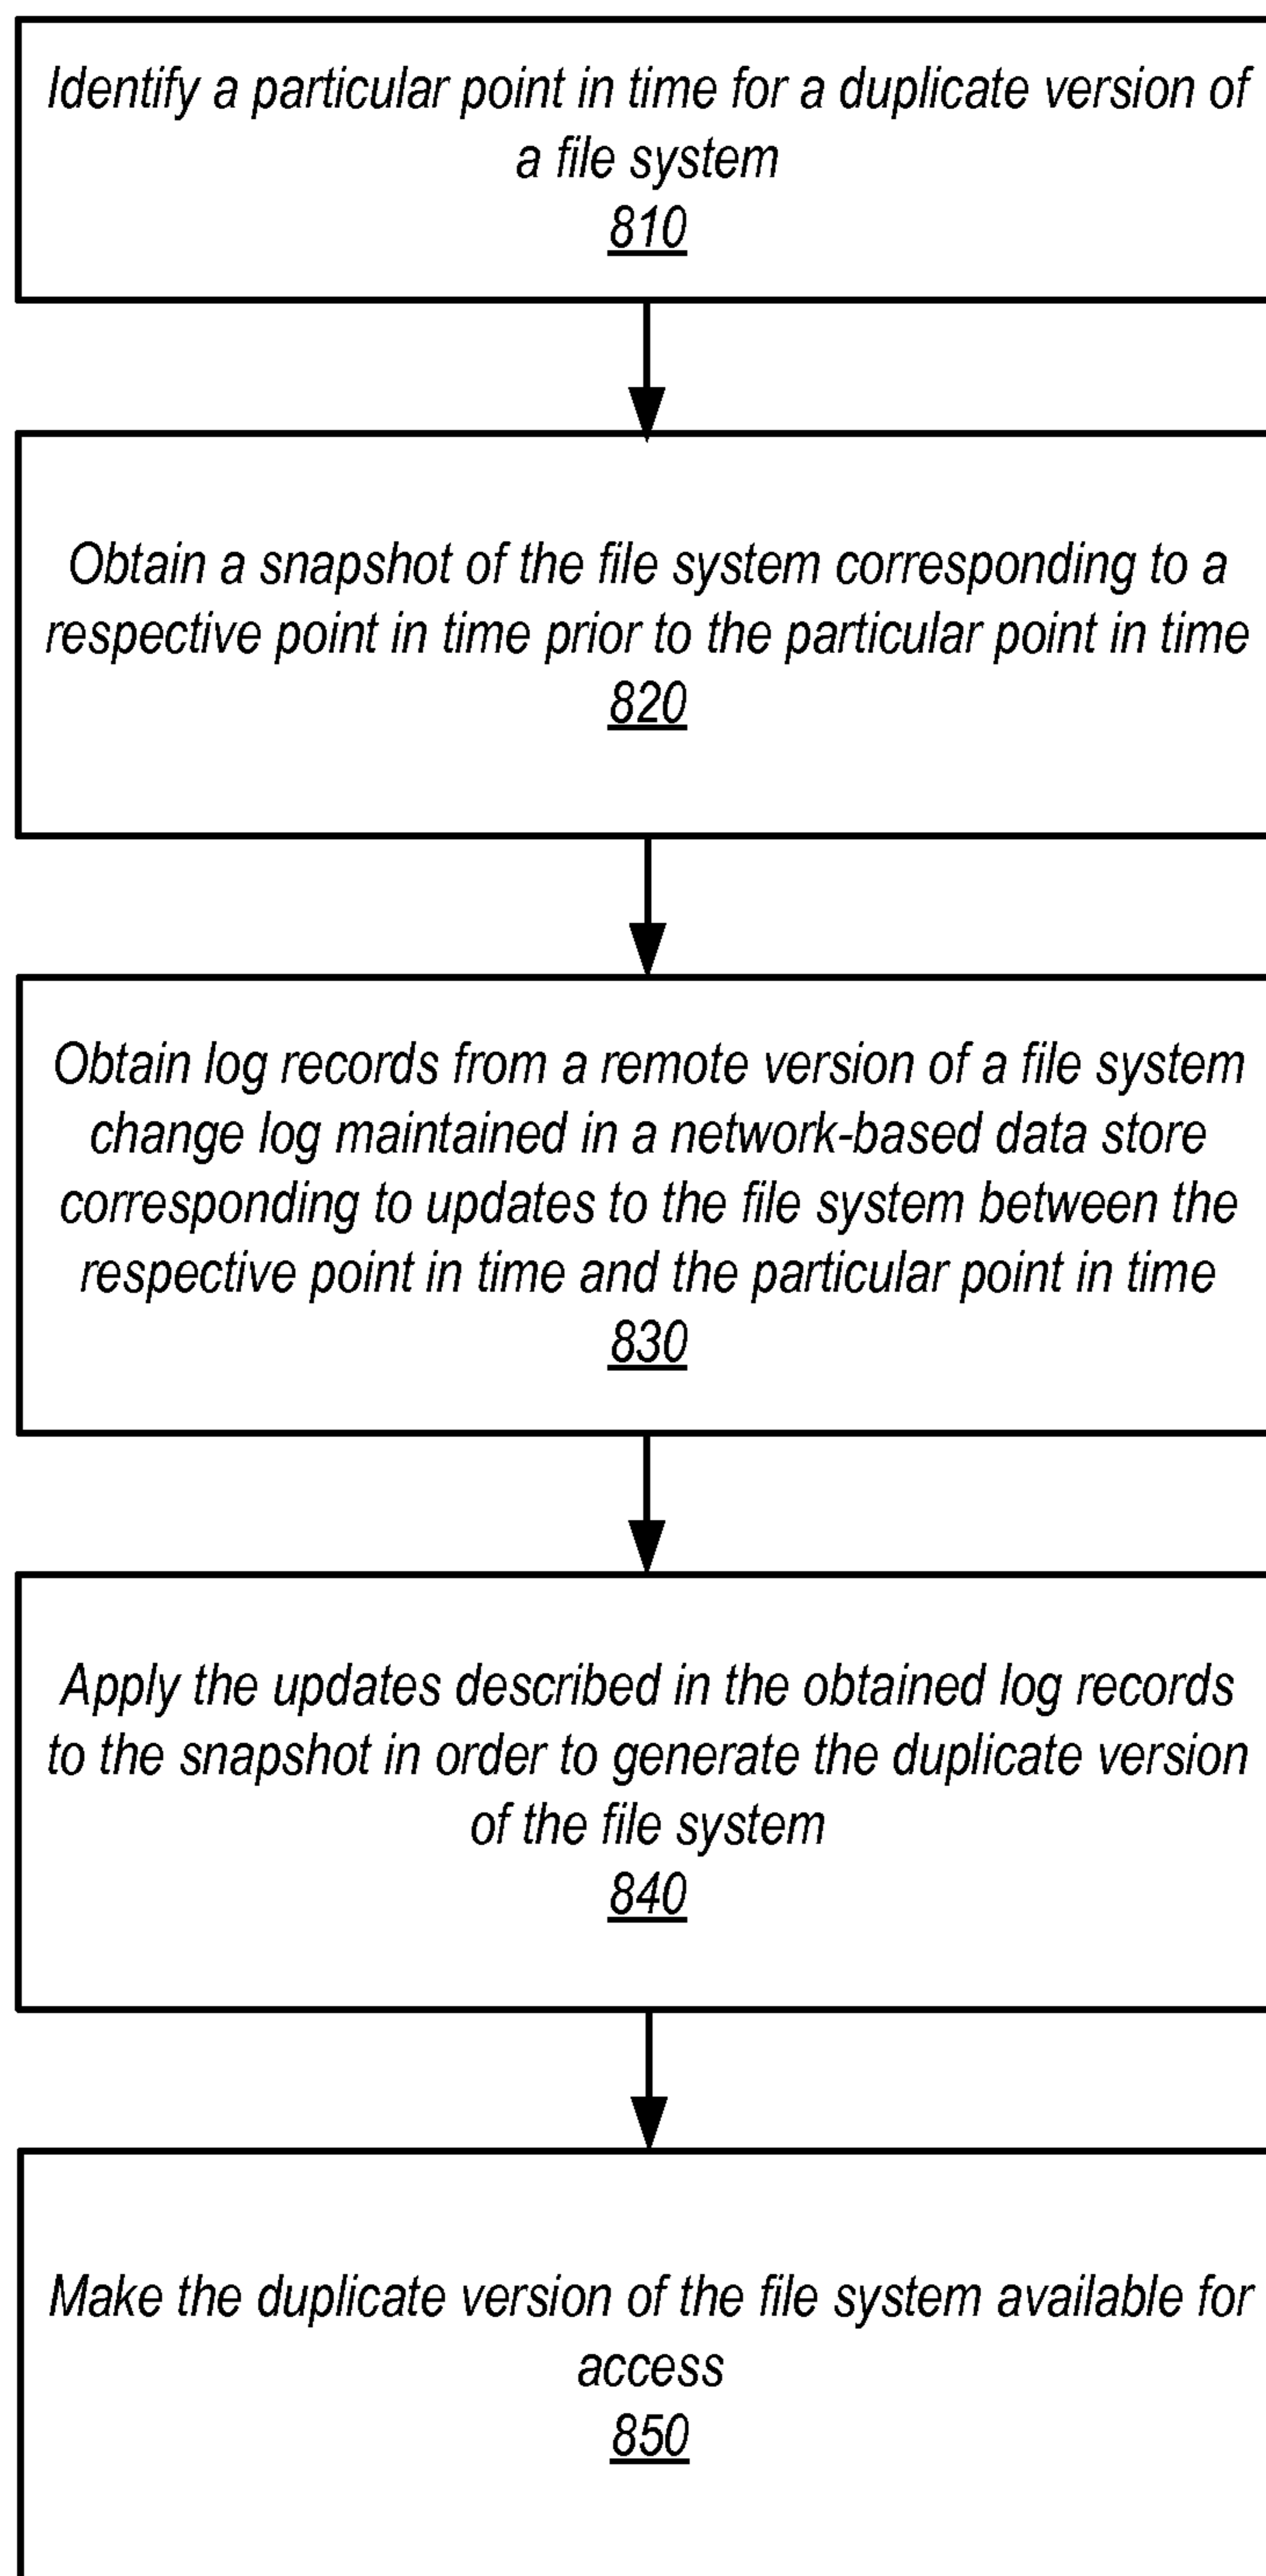 Identify a particular point in time for a duplicate version of
a file system
810
Obtain a snapshot of the file system corresponding to a
respective point in time prior to the particular point in time
820
Obtain log records from a remote version of a file system
change log maintained in a network-based data store
corresponding to updates to the file system between the
respective point in time and the particular point in time
830
Apply the updates described in the obtained log records
to the snapshot in order to generate the duplicate version
of the file system
840
Make the duplicate version of the file system available for
access
850